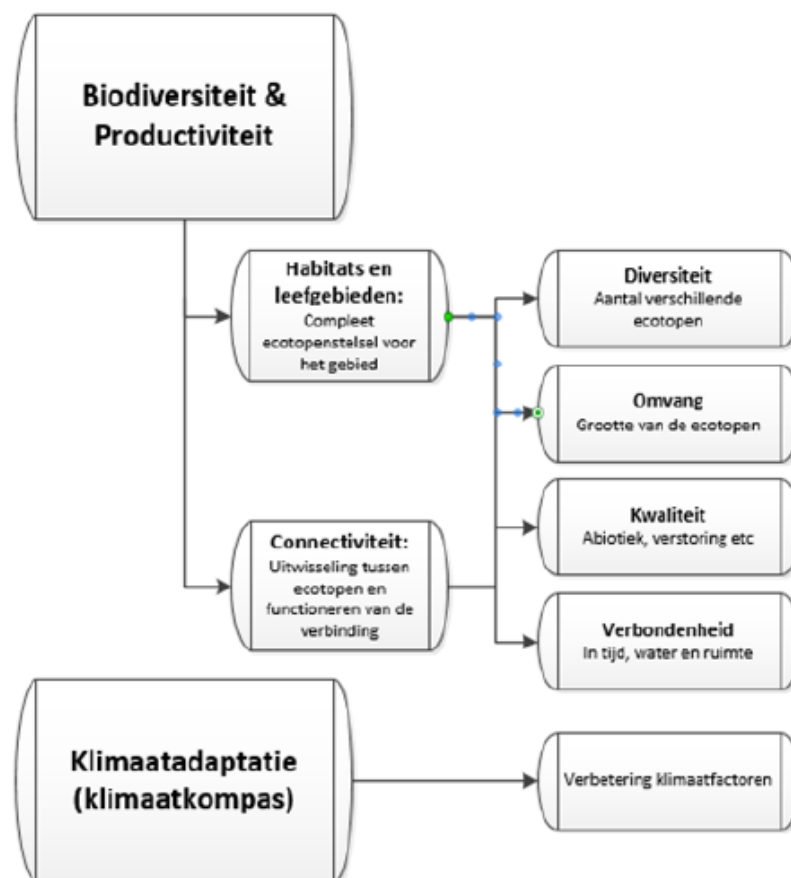 Biodiversiteit &
Productiviteit
Habitats en
leefgebieden:
Compleet
ecotopenstelsel voor
het gebied
Diversiteit
Aantal verschillende
ecotopen
Omvang
Grootte van de ecotopen
Kwaliteit
Abiotiek, verstoring etc
Connectiviteit:
Uitwisseling tussen
ecotopen en
functioneren van de
verbinding
Verbondenheid
In tijd, water en ruimte
Klimaatadaptatie
(klimaatkompas)
Verbetering klimaatfactoren